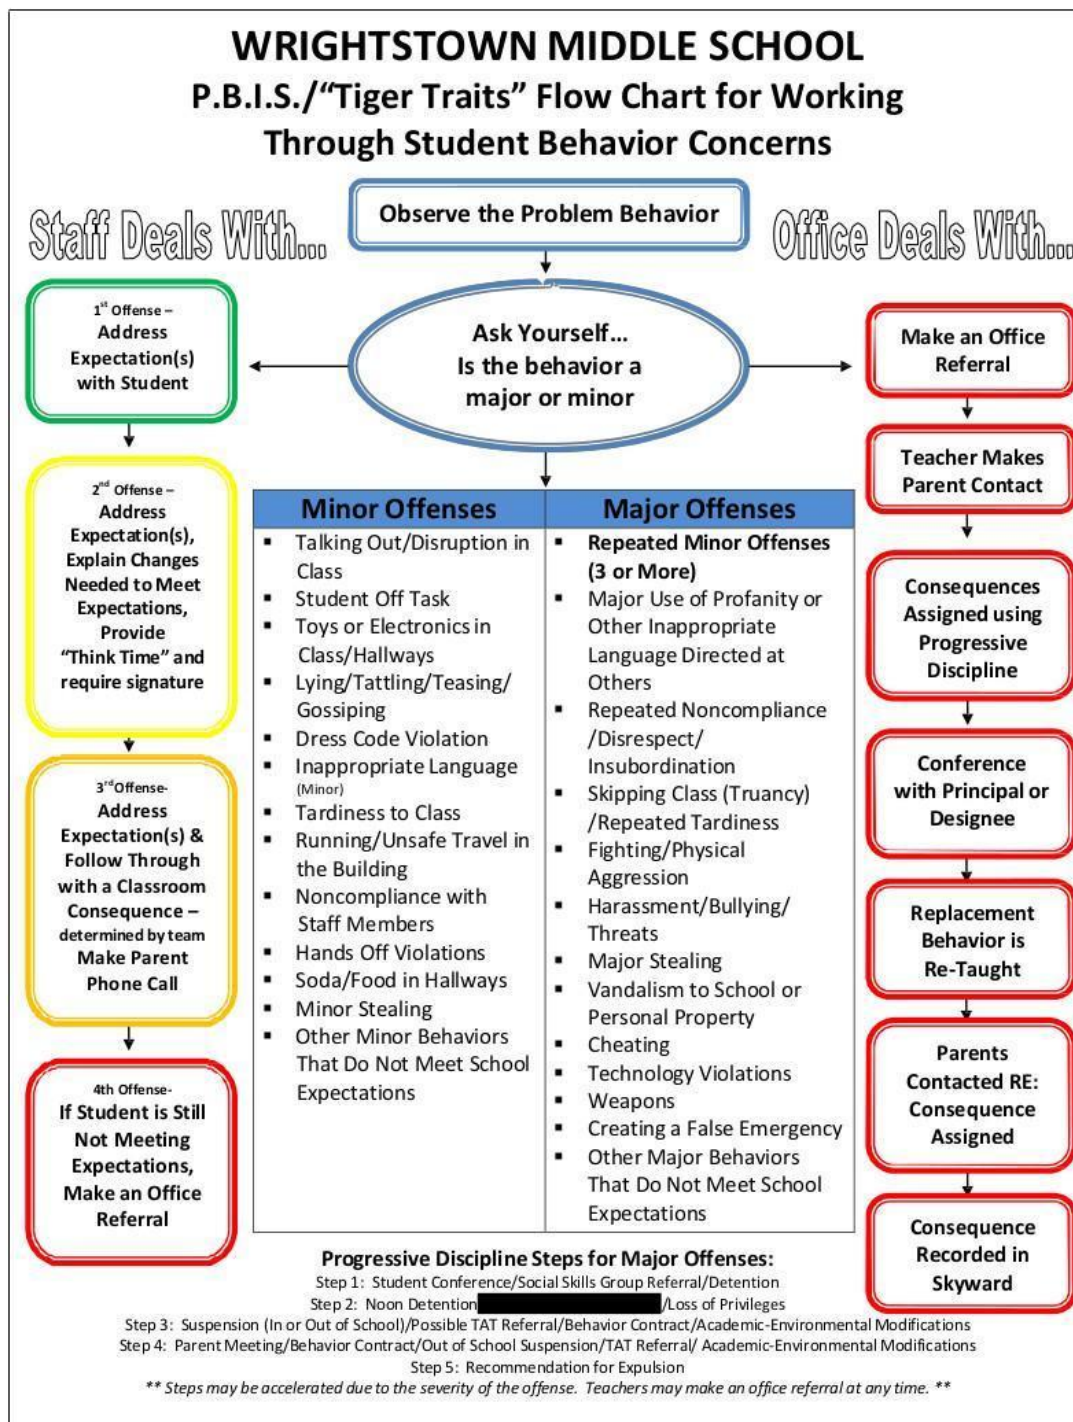 WRIGHTSTOWN MIDDLE SCHOOL
P.B.I.S./“Tiger Traits” Flow Chart for Working
Through Student Behavior Concerns
Staff Deals With...
Observe the Problem Behavior
Office Deals With...
Ask Yourself...
Is the behavior a
major or minor
1st Offense –
Address
Expectation(s)
with Student
2nd Offense –
Address
Expectation(s),
Explain Changes
Needed to Meet
Expectations,
Provide
“Think Time” and
require signature
3rd Offense-
Address
Expectation(s) &
Follow Through
with a Classroom
Consequence –
determined by team
Make Parent
Phone Call
4th Offense-
If Student is Still
Not Meeting
Expectations,
Make an Office
Referral
Minor Offenses
▪ Talking Out/Disruption in
Class
▪ Student Off Task
▪ Toys or Electronics in
Class/Hallways
▪ Lying/Tattling/Teasing/
Gossiping
▪ Dress Code Violation
▪ Inappropriate Language
(Minor)
▪ Tardiness to Class
▪ Running/Unsafe Travel in
the Building
▪ Noncompliance with
Staff Members
▪ Hands Off Violations
▪ Soda/Food in Hallways
▪ Minor Stealing
▪ Other Minor Behaviors
That Do Not Meet School
Expectations
Major Offenses
▪ Repeated Minor Offenses
(3 or More)
▪ Major Use of Profanity or
Other Inappropriate
Language Directed at
Others
▪ Repeated Noncompliance
/Disrespect/
Insubordination
▪ Skipping Class (Truancy)
/Repeated Tardiness
▪ Fighting/Physical
Aggression
▪ Harassment/Bullying/
Threats
▪ Major Stealing
▪ Vandalism to School or
Personal Property
▪ Cheating
▪ Technology Violations
▪ Weapons
▪ Creating a False Emergency
▪ Other Major Behaviors
That Do Not Meet School
Expectations
Make an Office
Referral
Teacher Makes
Parent Contact
Consequences
Assigned using
Progressive
Discipline
Conference
with Principal or
Designee
Replacement
Behavior is
Re-Taught
Parents
Contacted RE:
Consequence
Assigned
Consequence
Recorded in
Skyward
Progressive Discipline Steps for Major Offenses:
Step 1: Student Conference/Social Skills Group Referral/Detention
Step 2: Noon Detention /Loss of Privileges
Step 3: Suspension (In or Out of School)/Possible TAT Referral/Behavior Contract/Academic-Environmental Modifications
Step 4: Parent Meeting/Behavior Contract/Out of School Suspension/TAT Referral/ Academic-Environmental Modifications
Step 5: Recommendation for Expulsion
** Steps may be accelerated due to the severity of the offense. Teachers may make an office referral at any time. **